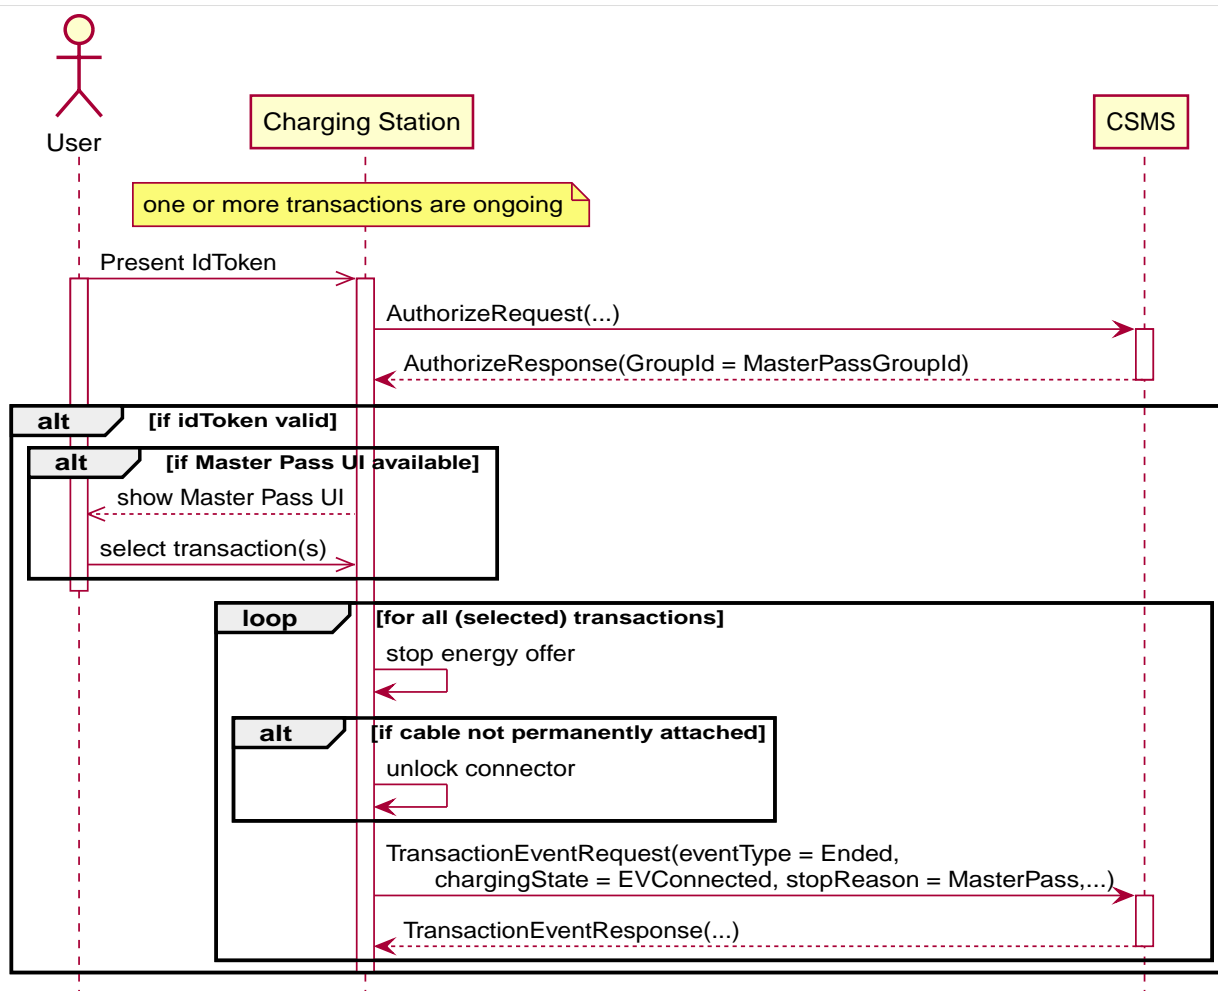 User
Charging Station
CSMS
one or more transactions are ongoing
Present IdToken
AuthorizeRequest(...)
AuthorizeResponse(GroupId = MasterPassGroupId)
alt [if idToken valid]
alt [if Master Pass UI available]
show Master Pass UI
select transaction(s)
loop [for all (selected) transactions]
stop energy offer
alt [if cable not permanently attached]
unlock connector
TransactionEventRequest(eventType = Ended,
chargingState = EVConnected, stopReason = MasterPass,...)
TransactionEventResponse(...)